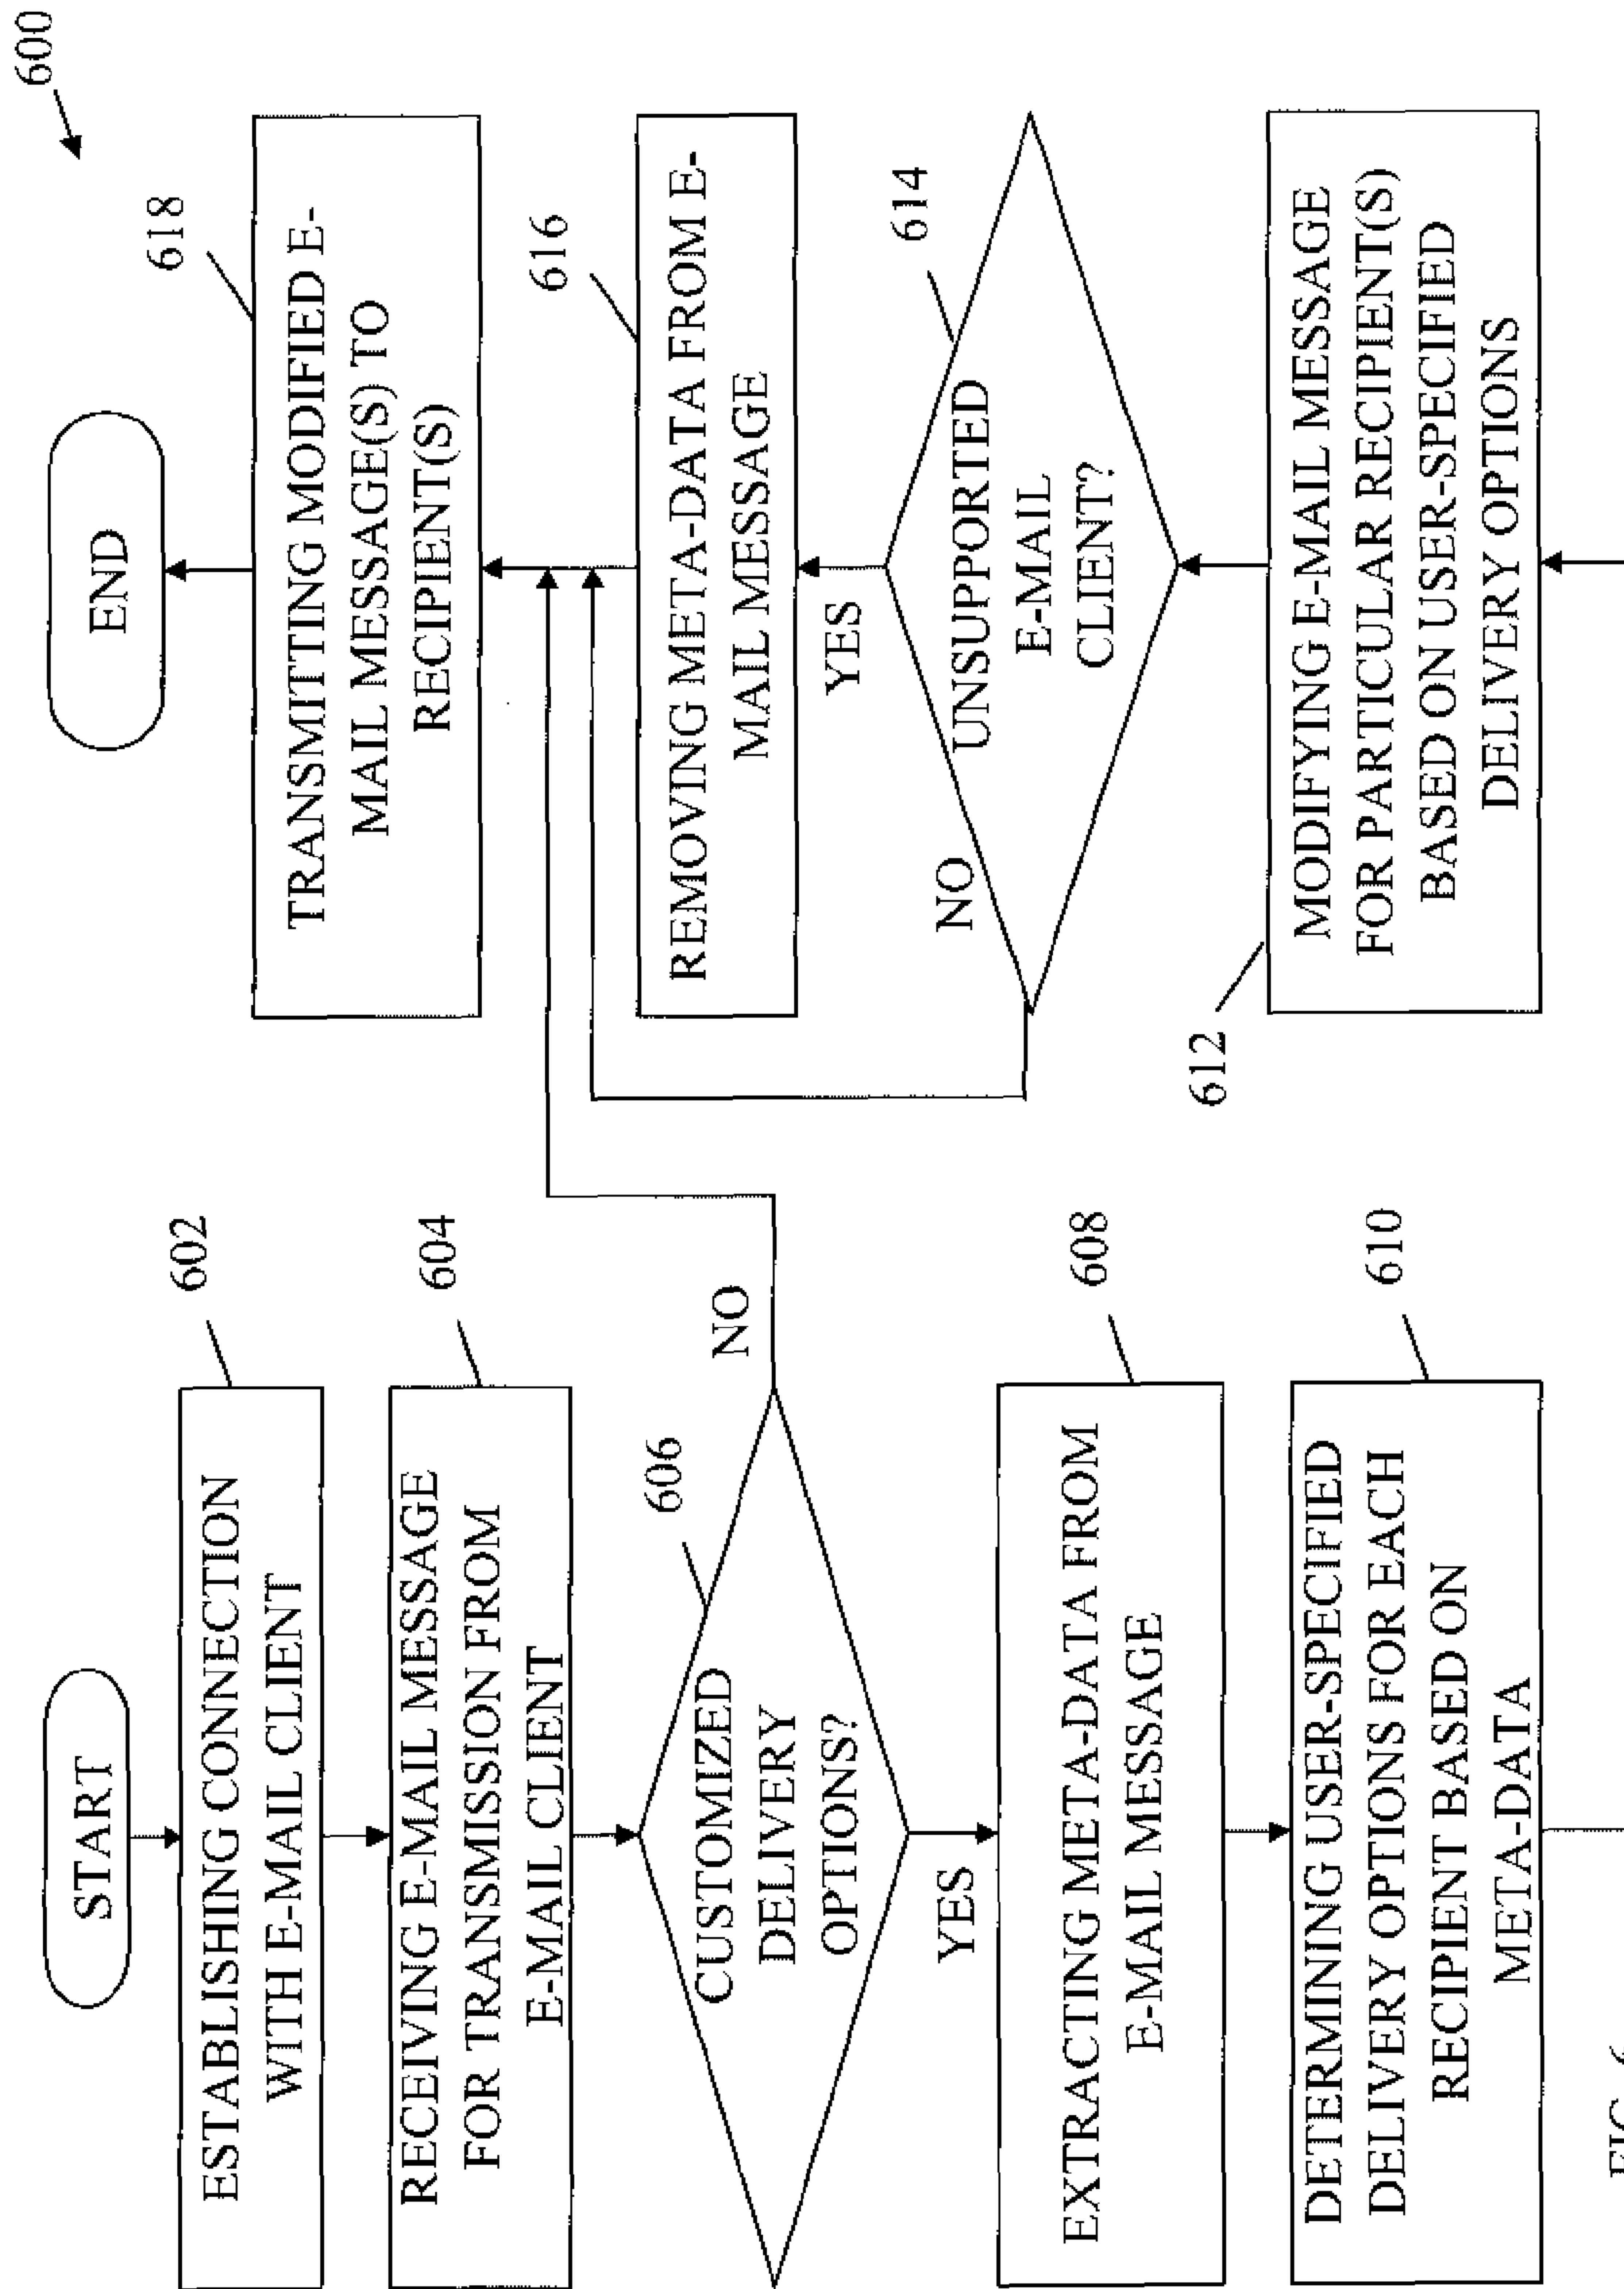 600
START
602
ESTABLISHING CONNECTION
WITH E-MAIL CLIENT
604
RECEIVING E-MAIL MESSAGE
FOR TRANSMISSION FROM
E-MAIL CLIENT
606
CUSTOMIZED
DELIVERY
OPTIONS?
NO
YES
608
EXTRACTING META-DATA FROM
E-MAIL MESSAGE
610
DETERMINING USER-SPECIFIED
DELIVERY OPTIONS FOR EACH
RECIPIENT BASED ON
META-DATA
612
MODIFYING E-MAIL MESSAGE
FOR PARTICULAR RECIPIENT(S)
BASED ON USER-SPECIFIED
DELIVERY OPTIONS
614
UNSUPPORTED
E-MAIL
CLIENT?
NO
YES
616
REMOVING META-DATA FROM E-
MAIL MESSAGE
618
TRANSMITTING MODIFIED E-
MAIL MESSAGE(S) TO
RECIPIENT(S)
END
FIG. 6